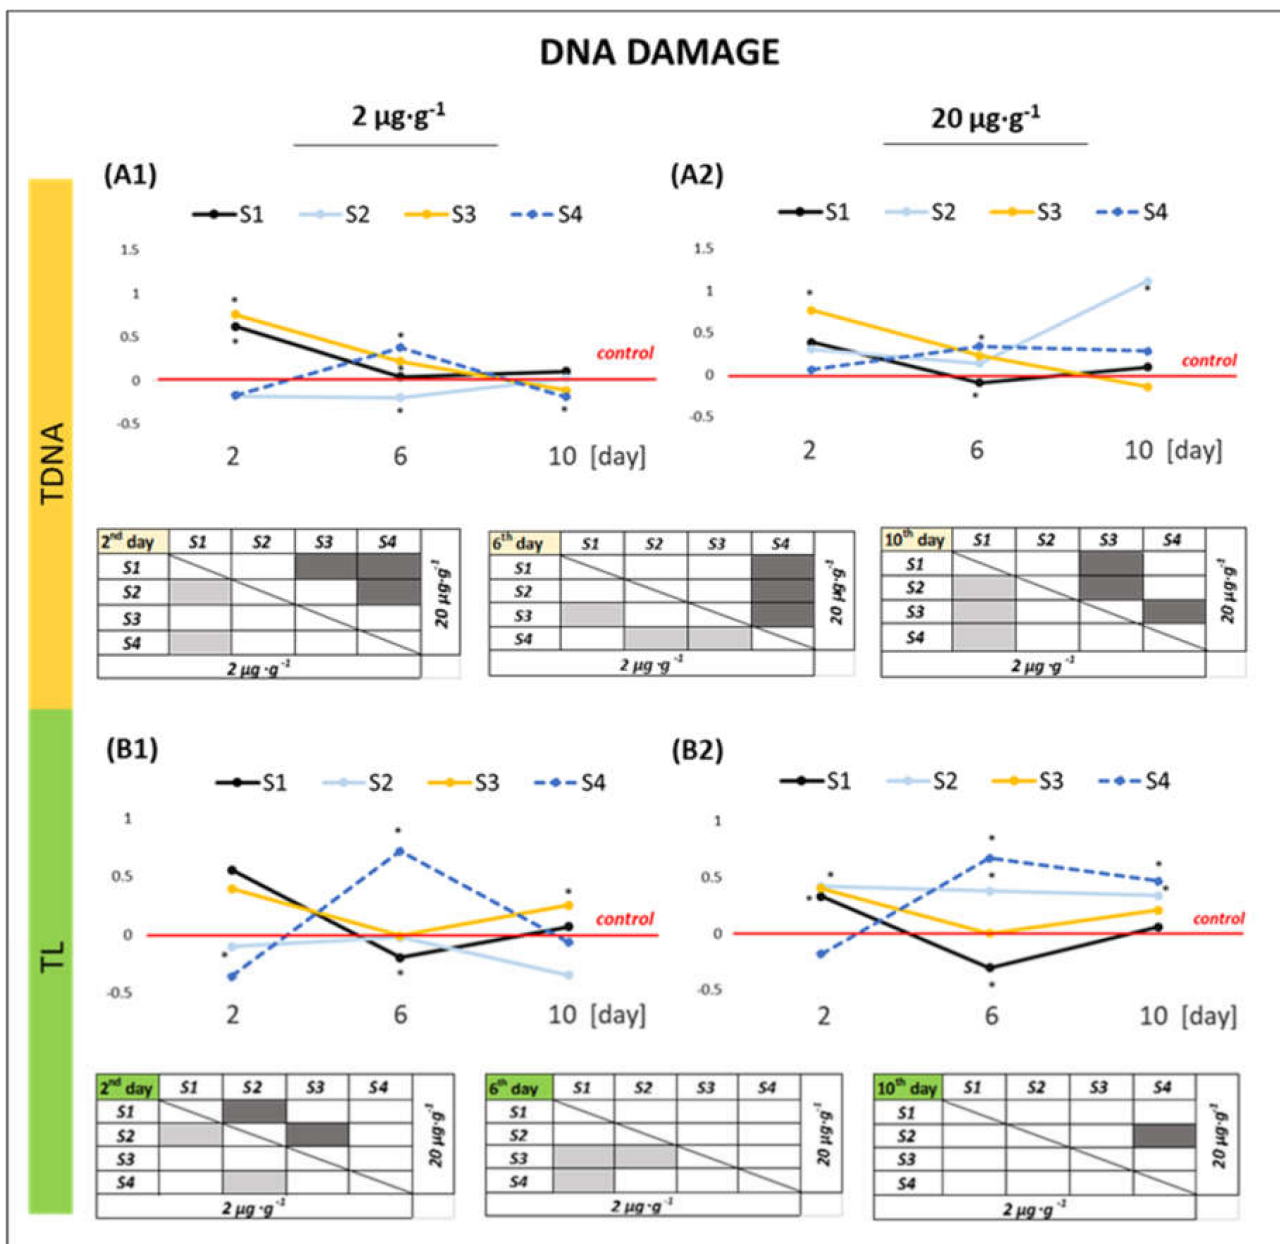 DNA DAMAGE
2 µg·g⁻¹
20 µg·g⁻¹
TDNA
(A1)
S1 S2 S3 S4
1.5
1
0.5
0
-0.5
control
* * * * * *
2 6 10 [day]
(A2)
S1 S2 S3 S4
1.5
1
0.5
0
-0.5
control
* * * *
2 6 10 [day]
2nd day S1 S2 S3 S4
S1
S2
S3
S4
20 µg·g⁻¹
2 µg·g⁻¹
6th day S1 S2 S3 S4
S1
S2
S3
S4
20 µg·g⁻¹
2 µg·g⁻¹
10th day S1 S2 S3 S4
S1
S2
S3
S4
20 µg·g⁻¹
2 µg·g⁻¹
TL
(B1)
S1 S2 S3 S4
1
0.5
0
-0.5
control
* * * *
2 6 10 [day]
(B2)
S1 S2 S3 S4
1
0.5
0
-0.5
control
* * * * * * *
2 6 10 [day]
2nd day S1 S2 S3 S4
S1
S2
S3
S4
20 µg·g⁻¹
2 µg·g⁻¹
6th day S1 S2 S3 S4
S1
S2
S3
S4
20 µg·g⁻¹
2 µg·g⁻¹
10th day S1 S2 S3 S4
S1
S2
S3
S4
20 µg·g⁻¹
2 µg·g⁻¹